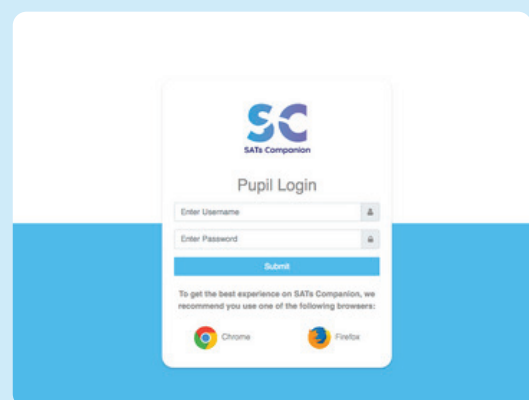 SC
SATs Companion
Pupil Login
Enter Username
Enter Password
Submit
To get the best experience on SATs Companion, we
recommend you use one of the following browsers:
Chrome
Firefox